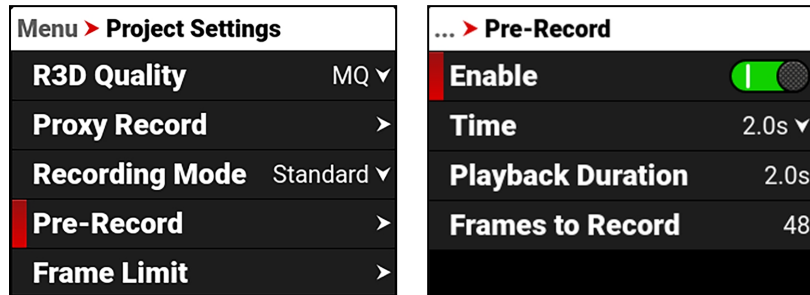 Menu > Project Settings
R3D Quality MQ
Proxy Record
Recording Mode Standard
Pre-Record
Frame Limit
... > Pre-Record
Enable
Time 2.0s
Playback Duration 2.0s
Frames to Record 48